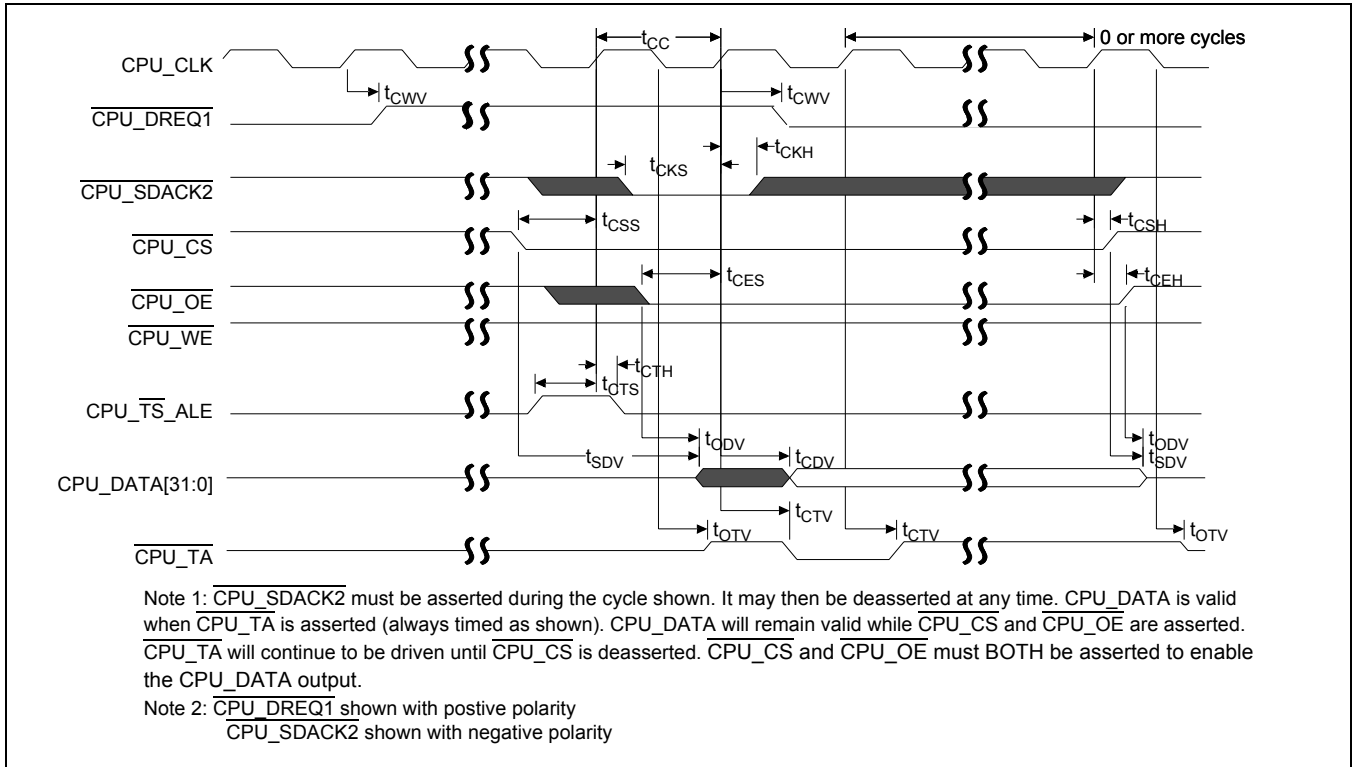 tCC
0 or more cycles
CPU_CLK
tCWV
tCWV
CPU_DREQ1
tCKH
tCKS
CPU_SDACK2
tCSS
tCSH
CPU_CS
tCES
tCEH
CPU_OE
CPU_WE
tCTH
tCTS
CPU_TS_ALE
tODV
tODV
tSDV
tCDV
tSDV
CPU_DATA[31:0]
tCTV
tOTV
tCTV
tOTV
CPU_TA
Note 1: CPU_SDACK2 must be asserted during the cycle shown. It may then be deasserted at any time. CPU_DATA is valid
when CPU_TA is asserted (always timed as shown). CPU_DATA will remain valid while CPU_CS and CPU_OE are asserted.
CPU_TA will continue to be driven until CPU_CS is deasserted. CPU_CS and CPU_OE must BOTH be asserted to enable
the CPU_DATA output.
Note 2: CPU_DREQ1 shown with postive polarity
CPU_SDACK2 shown with negative polarity